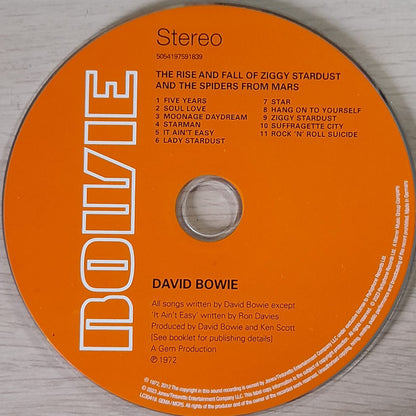 Stereo
5054197591839
THE RISE AND FALL OF ZIGGY STARDUST
AND THE SPIDERS FROM MARS
1 FIVE YEARS
2 SOUL LOVE
3 MOONAGE DAYDREAM
4 STARMAN
5 IT AIN'T EASY
6 LADY STARDUST
7 STAR
8 HANG ON TO YOURSELF
9 ZIGGY STARDUST
10 SUFFRAGETTE CITY
11 ROCK 'N' ROLL SUICIDE
BOWIE
DAVID BOWIE
All songs written by David Bowie except
'It Ain't Easy' written by Ron Davies
Produced by David Bowie and Ken Scott
(See booklet for publishing details)
A Gem Production
℗1972